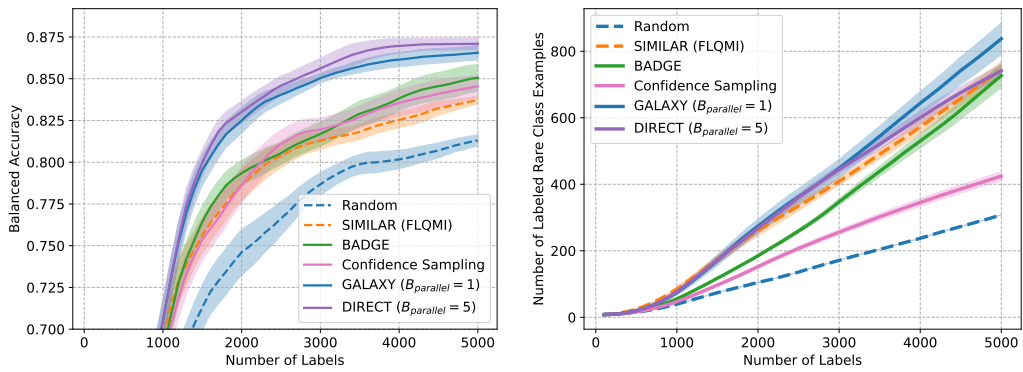 0.875
0.850
0.825
0.800
0.775
0.750
0.725
0.700
Balanced Accuracy
0
1000
2000
3000
4000
5000
Number of Labels
Random
SIMILAR (FLQMI)
BADGE
Confidence Sampling
GALAXY (B_parallel = 1)
DIRECT (B_parallel = 5)
800
600
400
200
0
Number of Labeled Rare Class Examples
0
1000
2000
3000
4000
5000
Number of Labels
Random
SIMILAR (FLQMI)
BADGE
Confidence Sampling
GALAXY (B_parallel = 1)
DIRECT (B_parallel = 5)